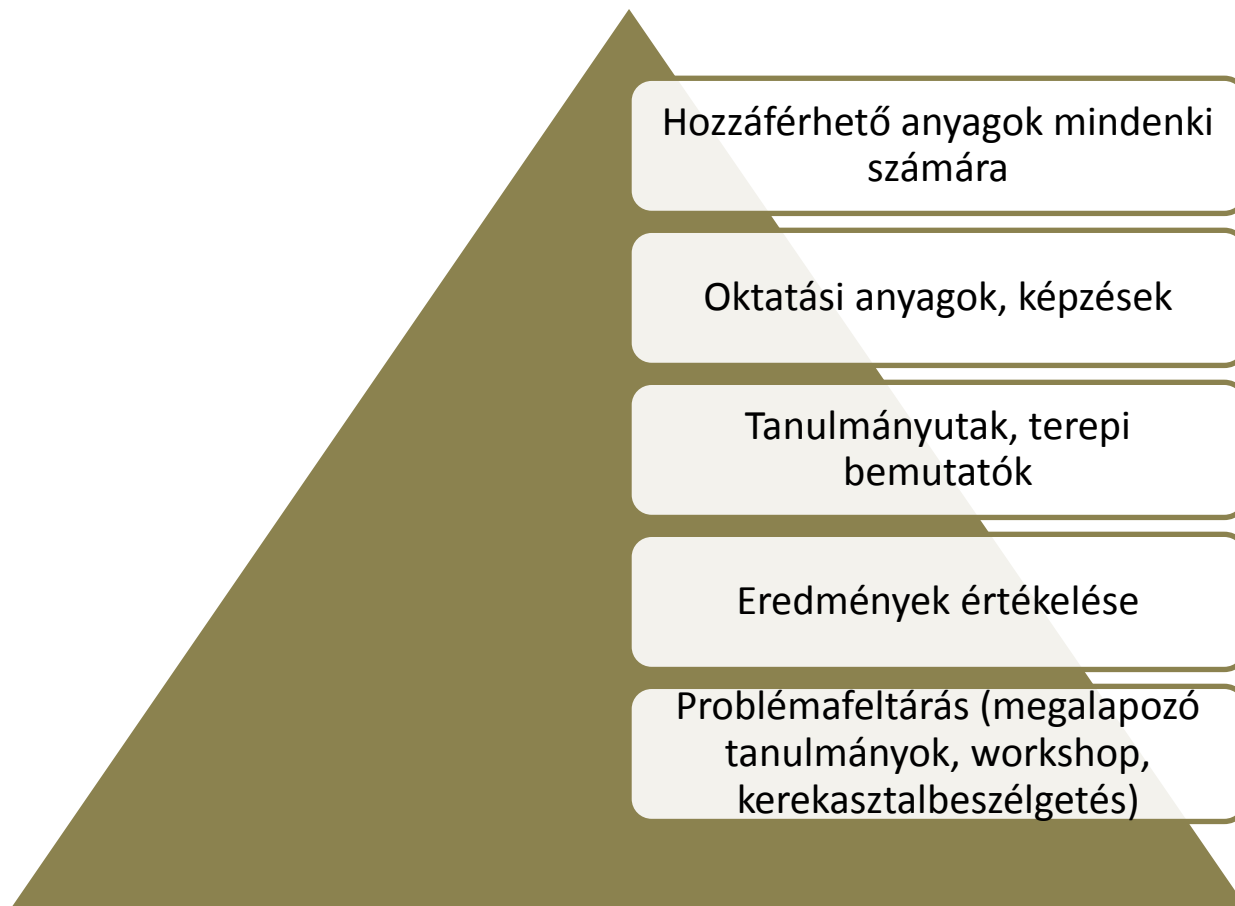 Hozzáférhető anyagok mindenki
számára
Oktatási anyagok, képzések
Tanulmányutak, terepi
bemutatók
Eredmények értékelése
Problémafeltárás (megalapozó
tanulmányok, workshop,
kerekasztalbeszélgetés)